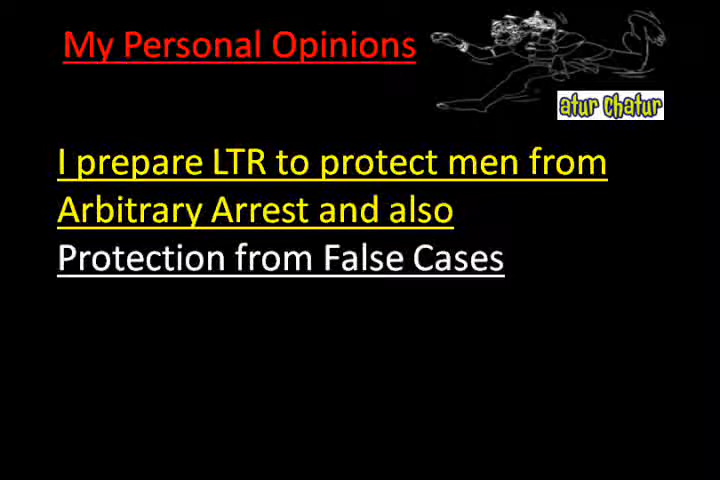 My Personal Opinions
atur chatur
I prepare LTR to protect men from
Arbitrary Arrest and also
Protection from False Cases